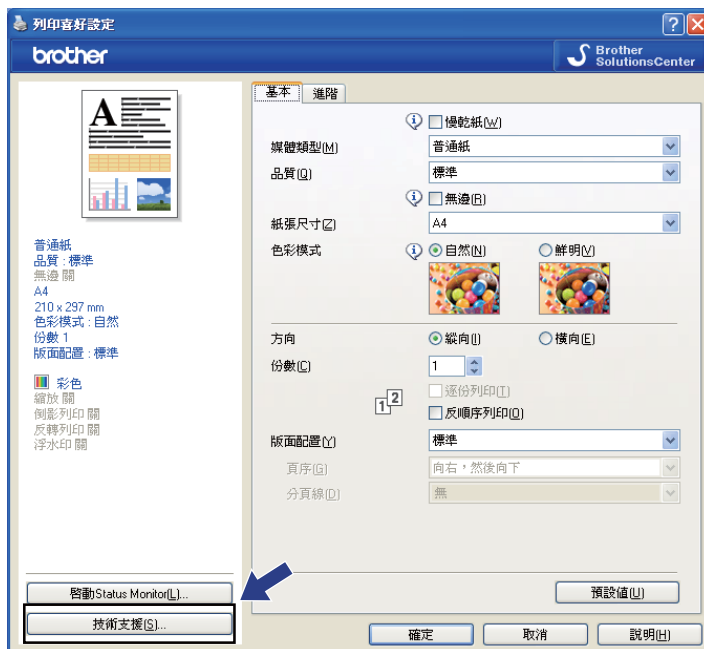 列印喜好設定
brother
Brother
SolutionsCenter
基本 進階
慢乾紙(W)
媒體類型(M) 普通紙
品質(Q) 標準
無邊(R)
紙張尺寸(Z) A4
色彩模式 自然(N) 鮮明(V)
方向 縱向(I) 橫向(E)
份數(C) 1
逐份列印(T)
12
反順序列印(O)
版面配置(Y) 標準
頁序(G) 向右，然後向下
分頁線(D) 無
A
普通紙
品質 : 標準
無邊 關
A4
210 x 297 mm
色彩模式 : 自然
份數 1
版面配置 : 標準
彩色
縮放 關
倒影列印 關
反轉列印 關
浮水印 關
啓動Status Monitor(L)...
技術支援(S)...
預設值(U)
確定 取消 說明(H)